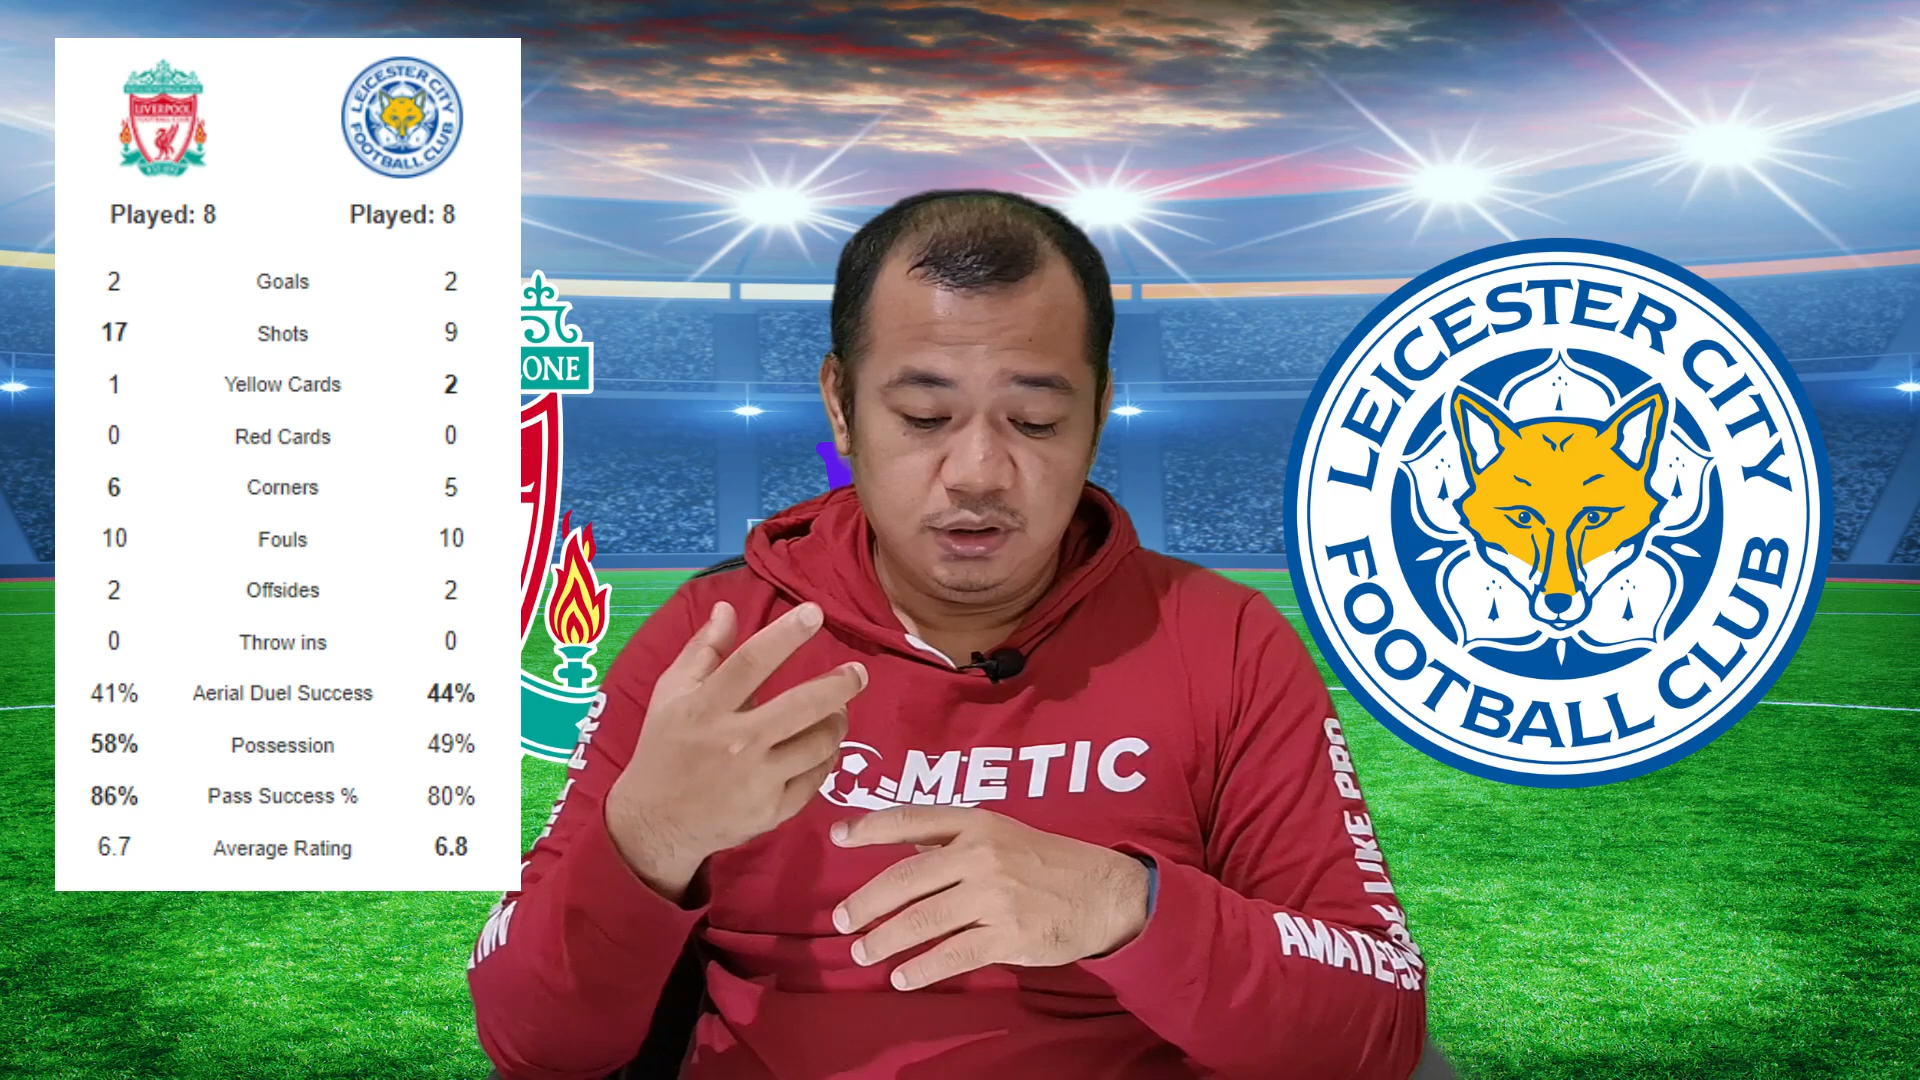 LIVERPOOL
FOOTBALL CLUB
LEICESTER CITY
FOOTBALL CLUB
Played: 8 Played: 8
2 Goals 2
17 Shots 9
1 Yellow Cards 2
0 Red Cards 0
6 Corners 5
10 Fouls 10
2 Offsides 2
0 Throw ins 0
41% Aerial Duel Success 44%
58% Possession 49%
86% Pass Success % 80%
6.7 Average Rating 6.8
LEICESTER CITY
FOOTBALL CLUB
METIC
LIKE PRO